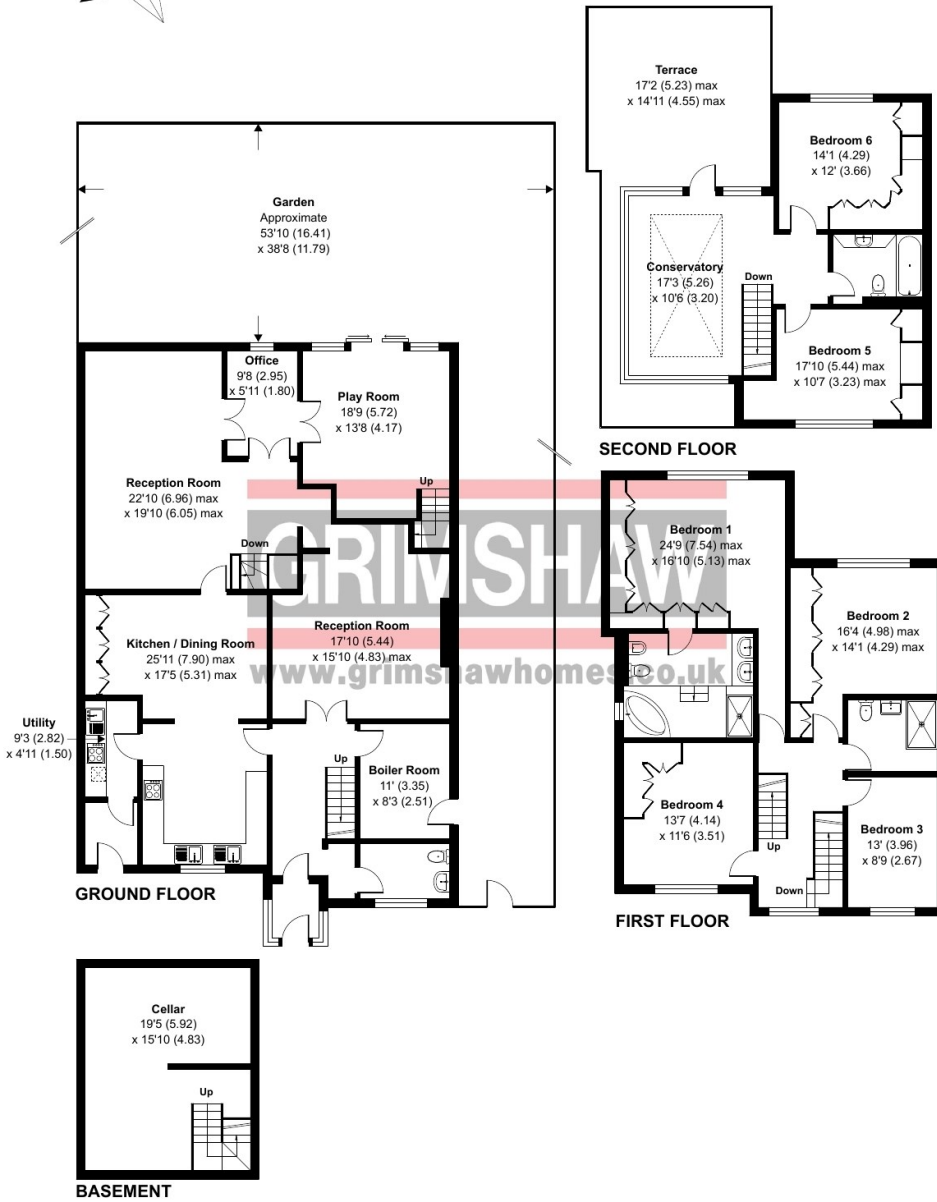 Terrace
17'2 (5.23) max
x 14'11 (4.55) max
Bedroom 6
14'1 (4.29)
x 12' (3.66)
Garden
Approximate
53'10 (16.41)
x 38'8 (11.79)
Conservatory
17'3 (5.26)
x 10'6 (3.20)
Down
Bedroom 5
17'10 (5.44) max
x 10'7 (3.23) max
SECOND FLOOR
Office
9'8 (2.95)
x 5'11 (1.80)
Play Room
18'9 (5.72)
x 13'8 (4.17)
Up
Reception Room
22'10 (6.96) max
x 19'10 (6.05) max
Down
GRIMSHAW
www.grimshawhomes.co.uk
Reception Room
17'10 (5.44)
x 15'10 (4.83) max
Kitchen / Dining Room
25'11 (7.90) max
x 17'5 (5.31) max
Utility
9'3 (2.82)
x 4'11 (1.50)
Up
Boiler Room
11' (3.35)
x 8'3 (2.51)
GROUND FLOOR
Bedroom 1
24'9 (7.54) max
x 16'10 (5.13) max
Bedroom 2
16'4 (4.98) max
x 14'1 (4.29) max
Bedroom 4
13'7 (4.14)
x 11'6 (3.51)
Up
Bedroom 3
13' (3.96)
x 8'9 (2.67)
Down
FIRST FLOOR
Cellar
19'5 (5.92)
x 15'10 (4.83)
Up
BASEMENT